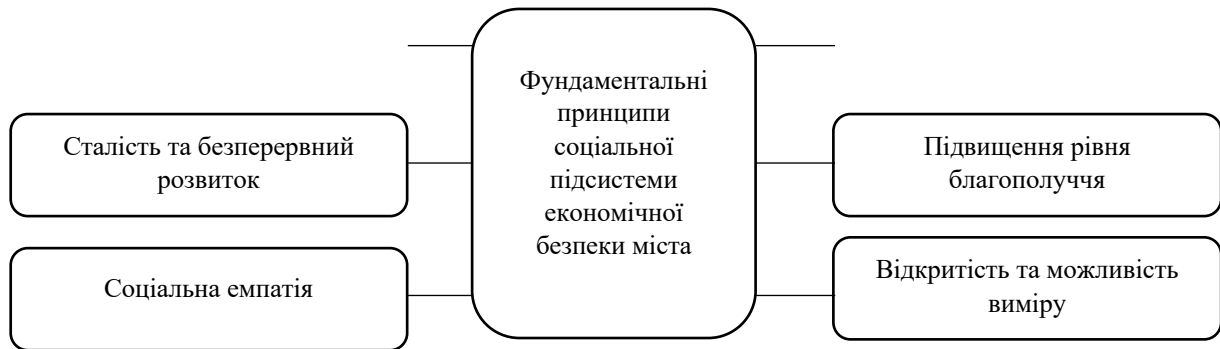 Фундаментальні
принципи
соціальної
підсистеми
економічної
безпеки міста
Сталість та безперервний
розвиток
Соціальна емпатія
Підвищення рівня
благополуччя
Відкритість та можливість
виміру